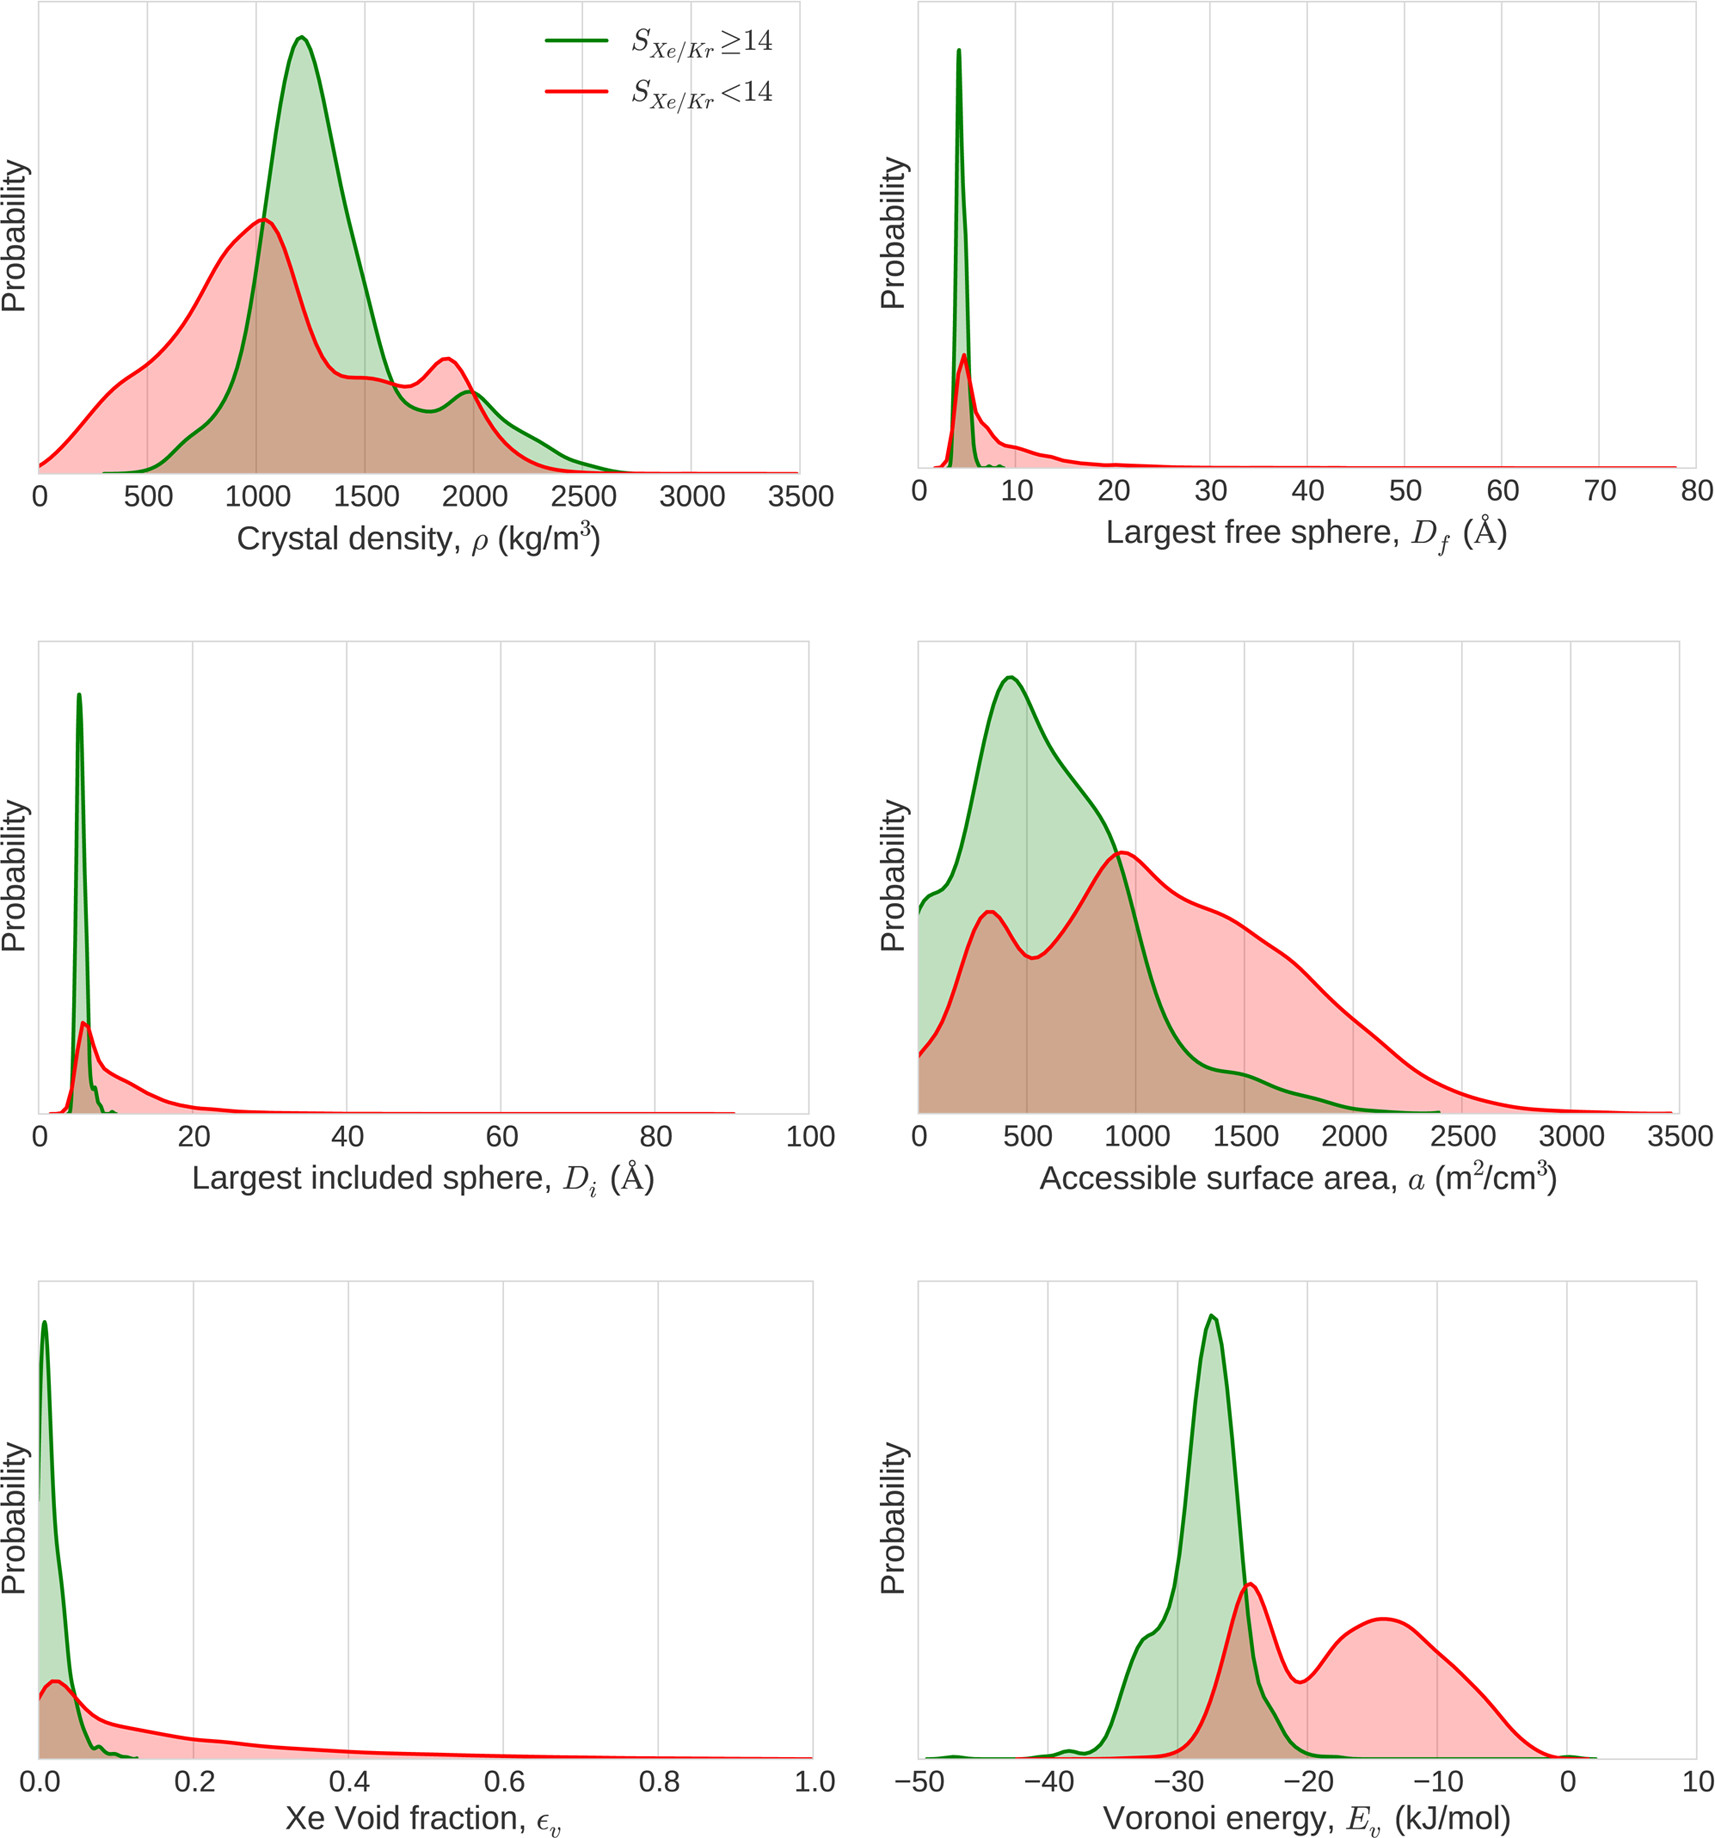 S_{Xe/Kr} ≥14
S_{Xe/Kr} <14
Probability
0 500 1000 1500 2000 2500 3000 3500
Crystal density, ρ (kg/m³)
Probability
0 10 20 30 40 50 60 70 80
Largest free sphere, D_f (Å)
Probability
0 20 40 60 80 100
Largest included sphere, D_i (Å)
Probability
0 500 1000 1500 2000 2500 3000 3500
Accessible surface area, a (m²/cm³)
Probability
0.0 0.2 0.4 0.6 0.8 1.0
Xe Void fraction, ϵ_v
Probability
−50 −40 −30 −20 −10 0 10
Voronoi energy, E_v (kJ/mol)